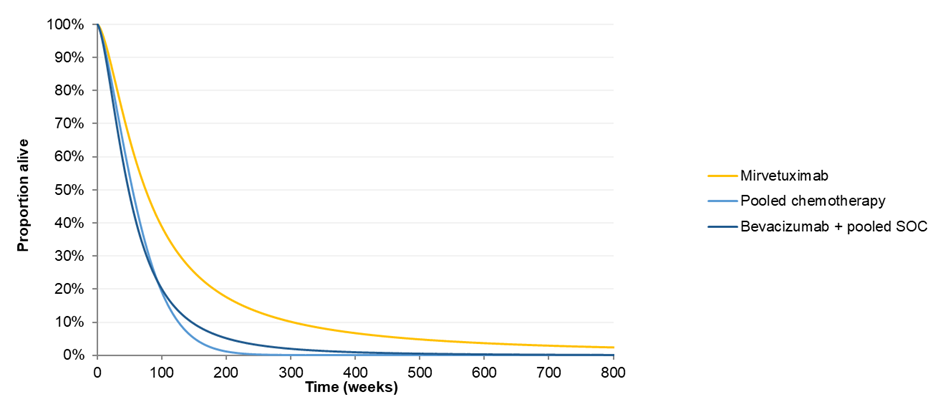 100%
90%
80%
70%
60%
50%
40%
30%
20%
10%
0%
Proportion alive
0 100 200 300 400 500 600 700 800
Time (weeks)
Mirvetuximab
Pooled chemotherapy
Bevacizumab + pooled SOC